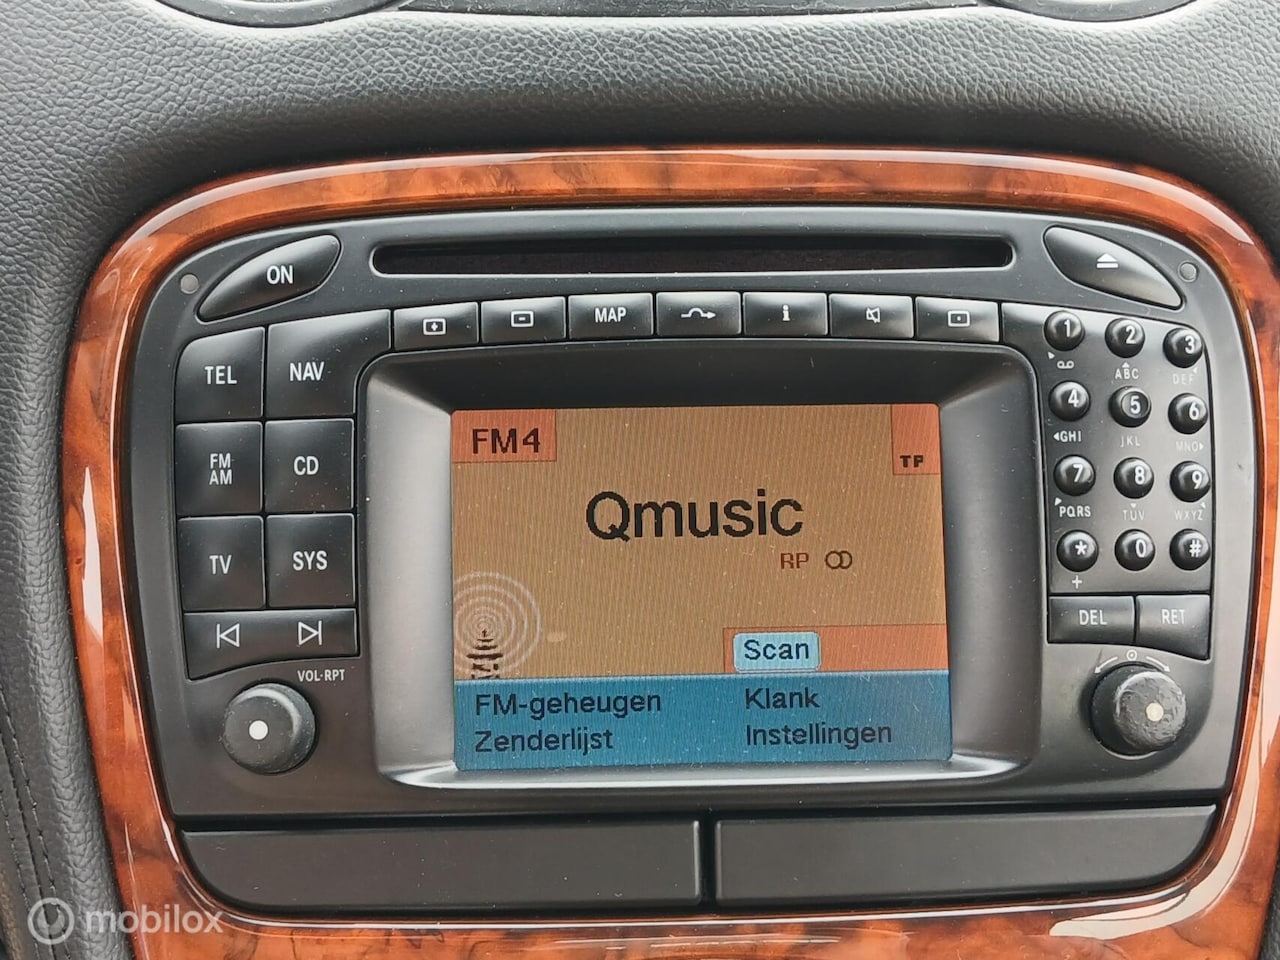 ON
MAP
i
TEL
NAV
FM
AM
CD
TV
SYS
VOL·RPT
FM4
TP
Qmusic
RP
Scan
FM-geheugen
Klank
Zenderlijst
Instellingen
1
2
3
ABC
DEF
4
5
6
GHI
JKL
MNO
7
8
9
PQRS
TUV
WXYZ
*
0
#
+
DEL
RET
mobilox